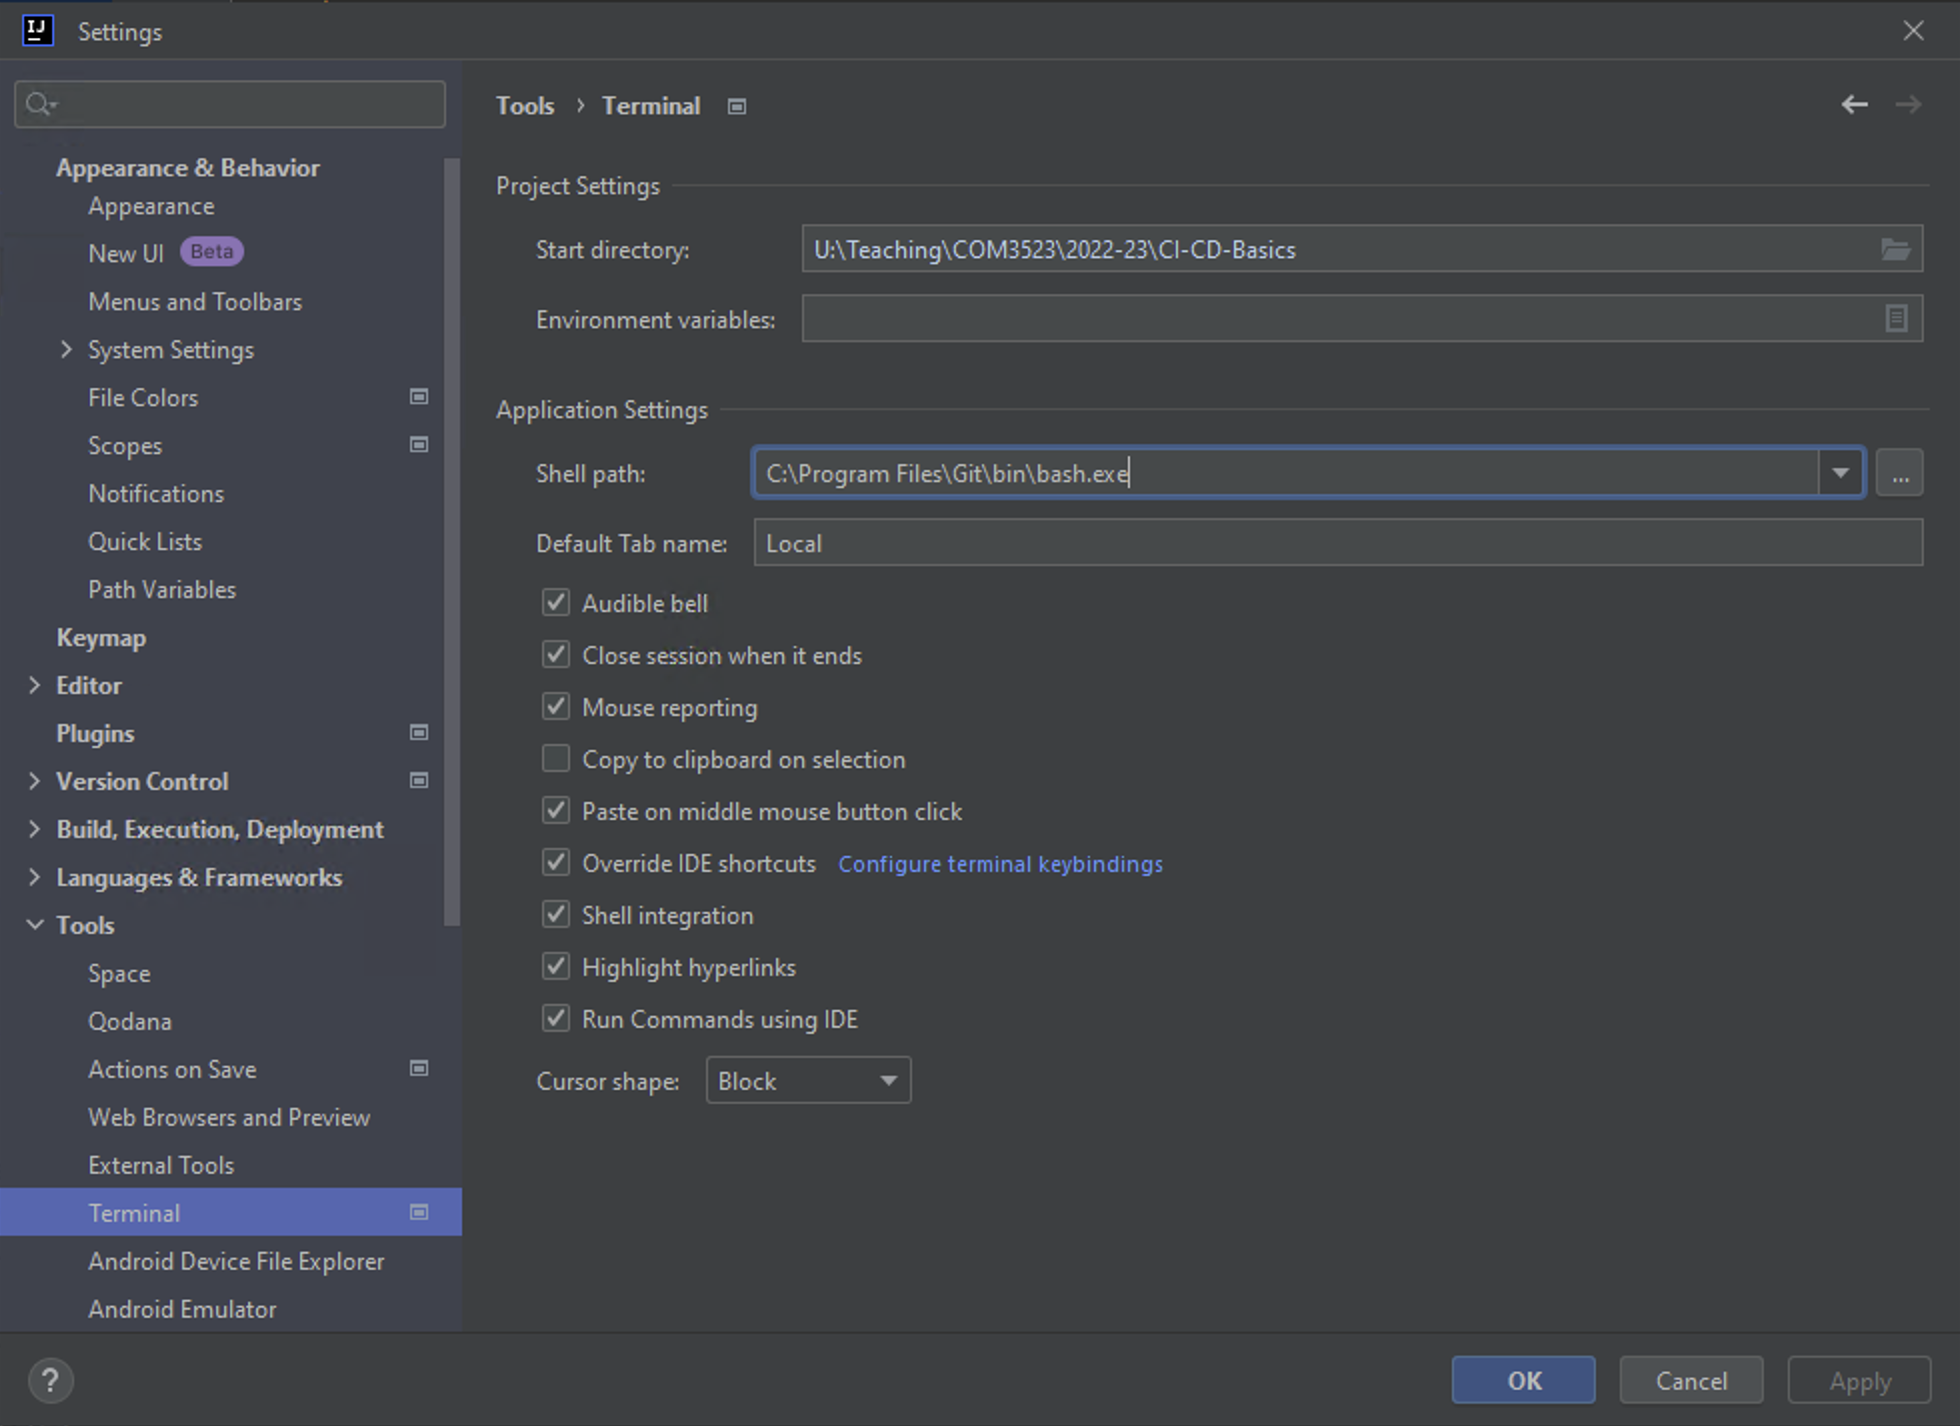 IJ
Settings
Appearance & Behavior
Appearance
New UI Beta
Menus and Toolbars
System Settings
File Colors
Scopes
Notifications
Quick Lists
Path Variables
Keymap
Editor
Plugins
Version Control
Build, Execution, Deployment
Languages & Frameworks
Tools
Space
Qodana
Actions on Save
Web Browsers and Preview
External Tools
Terminal
Android Device File Explorer
Android Emulator
Tools › Terminal
Project Settings
Start directory: U:\Teaching\COM3523\2022-23\CI-CD-Basics
Environment variables:
Application Settings
Shell path: C:\Program Files\Git\bin\bash.exe ...
Default Tab name: Local
Audible bell
Close session when it ends
Mouse reporting
Copy to clipboard on selection
Paste on middle mouse button click
Override IDE shortcuts Configure terminal keybindings
Shell integration
Highlight hyperlinks
Run Commands using IDE
Cursor shape: Block
? OK Cancel Apply